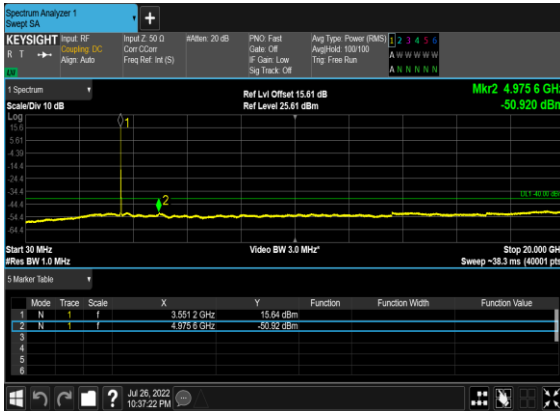 Spectrum Analyzer 1
Swept SA
+
KEYSIGHT Input: RF Input Z: 50 Ω #Atten: 20 dB PNO: Fast Avg Type: Power (RMS) 1 2 3 4 5 6
R T Coupling: DC Corr CCorr Gate: Off Avg|Hold: 100/100 A W W W W W
Align: Auto Freq Ref: Int (S) IF Gain: Low Trig: Free Run
Sig Track: Off A N N N N N
1 Spectrum Ref Lvl Offset 15.61 dB Mkr2 4.975 6 GHz
Scale/Div 10 dB Ref Level 25.61 dBm -50.920 dBm
Log
15.6
5.61
-4.39
-14.4
-24.4
-34.4
-44.4
-54.4
-64.4
1
2
DL1 -40.00 dBm
Start 30 MHz Video BW 3.0 MHz* Stop 20.000 GHz
#Res BW 1.0 MHz Sweep ~38.3 ms (40001 pts)
5 Marker Table
Mode Trace Scale X Y Function Function Width Function Value
1 N 1 f 3.551 2 GHz 15.64 dBm
2 N 1 f 4.975 6 GHz -50.92 dBm
3
4
5
6
? Jul 26, 2022
10:37:22 PM